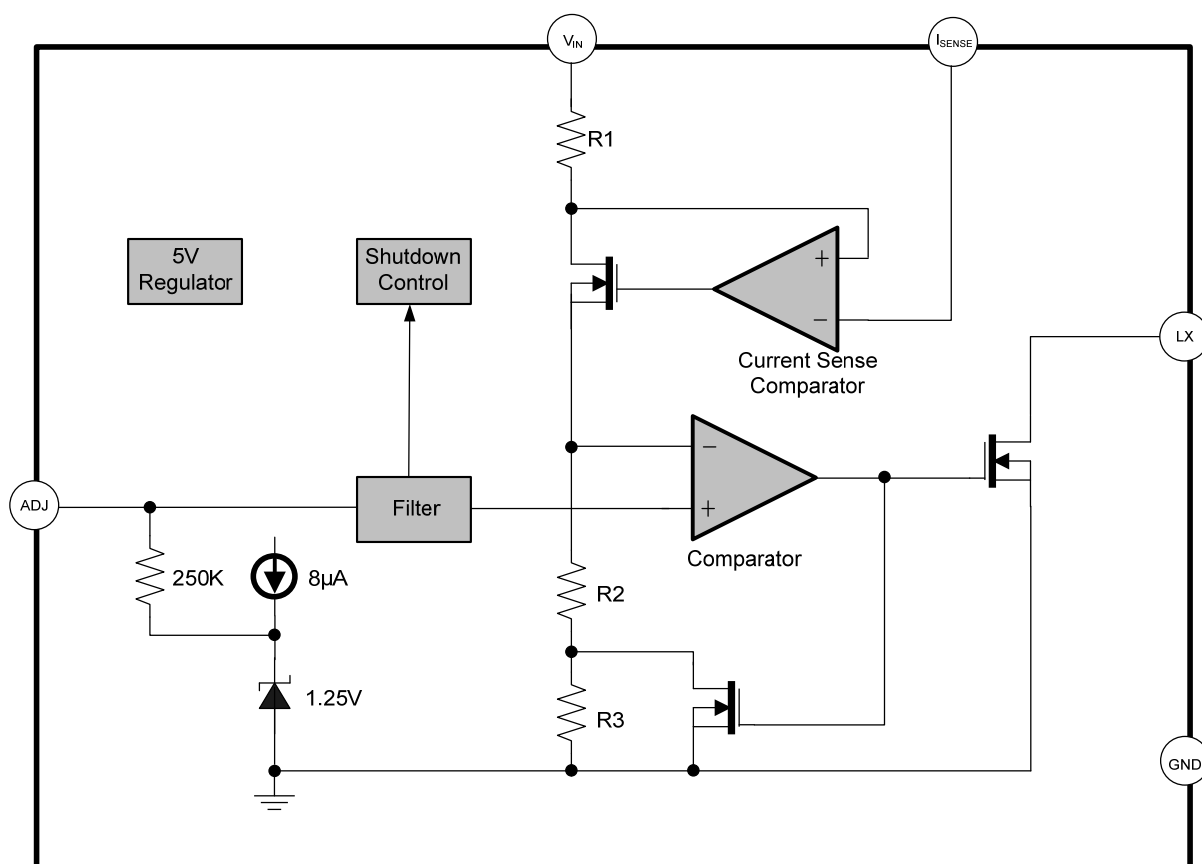 VIN
ISENSE
R1
5V
Regulator
Shutdown
Control
+
−
Current Sense
Comparator
LX
−
ADJ
Filter
+
Comparator
250K
8µA
R2
1.25V
R3
GND